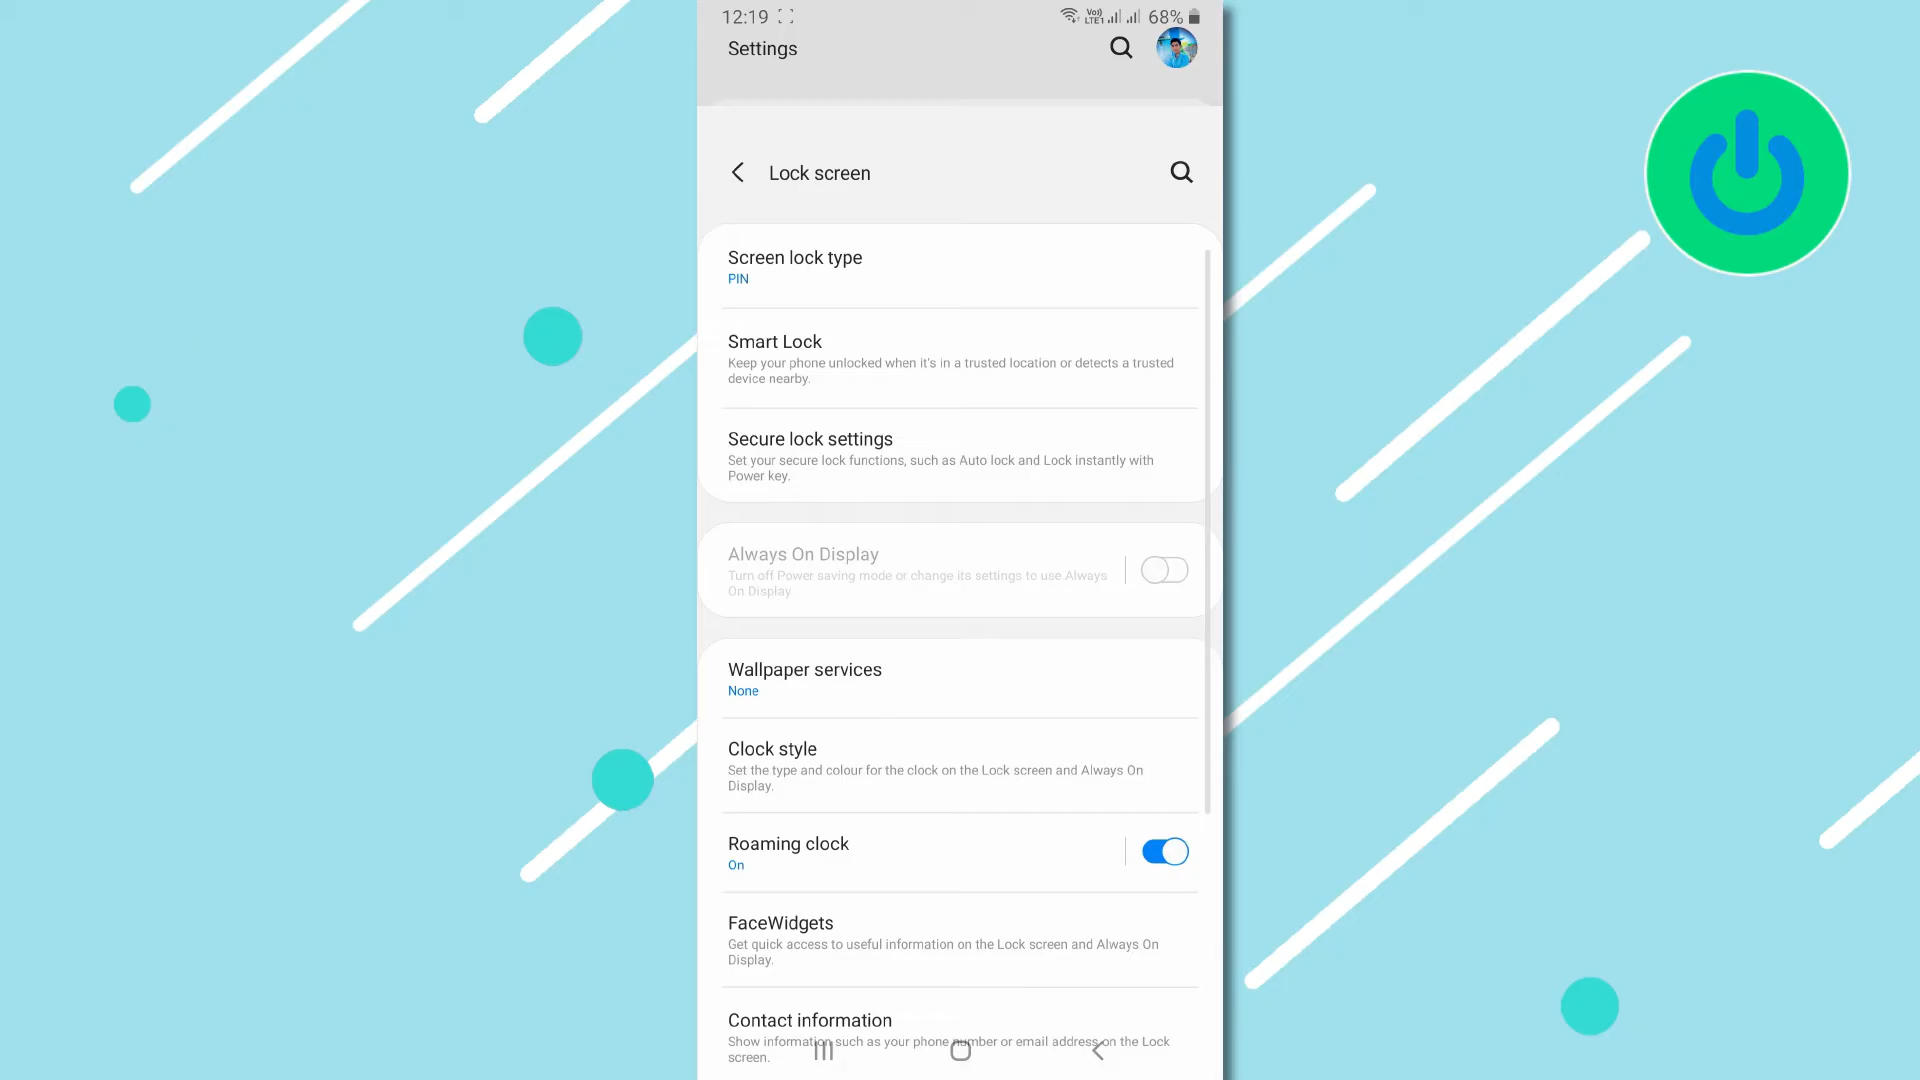 12:19
Vo)) LTE1 68%
Settings
Lock screen
Screen lock type
PIN
Smart Lock
Keep your phone unlocked when it's in a trusted location or detects a trusted
device nearby.
Secure lock settings
Set your secure lock functions, such as Auto lock and Lock instantly with
Power key.
Always On Display
Turn off Power saving mode or change its settings to use Always
On Display
Wallpaper services
None
Clock style
Set the type and colour for the clock on the Lock screen and Always On
Display.
Roaming clock
On
FaceWidgets
Get quick access to useful information on the Lock screen and Always On
Display.
Contact information
Show information such as your phone number or email address on the Lock
screen.